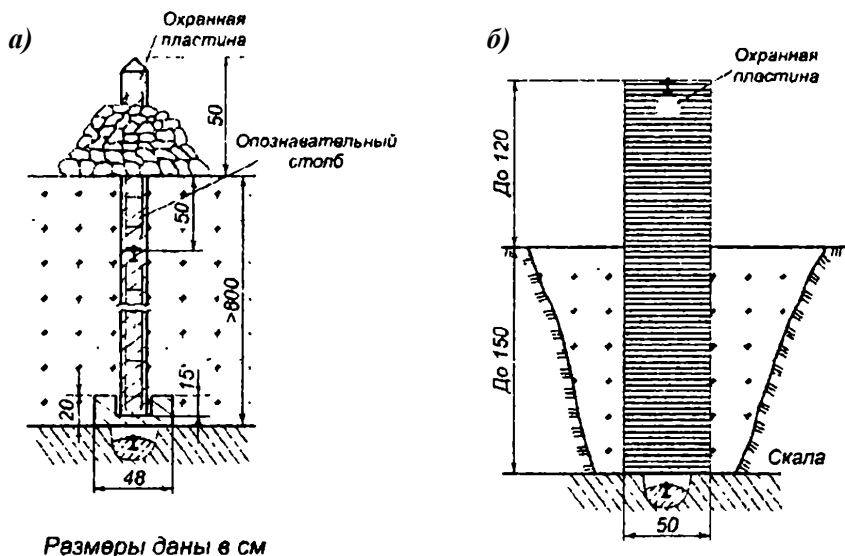 а)
Охранная
пластина
50
Опознавательный
столб
50
>800
15
20
48
Размеры даны в см
б)
Охранная
пластина
До 120
До 150
Скала
50